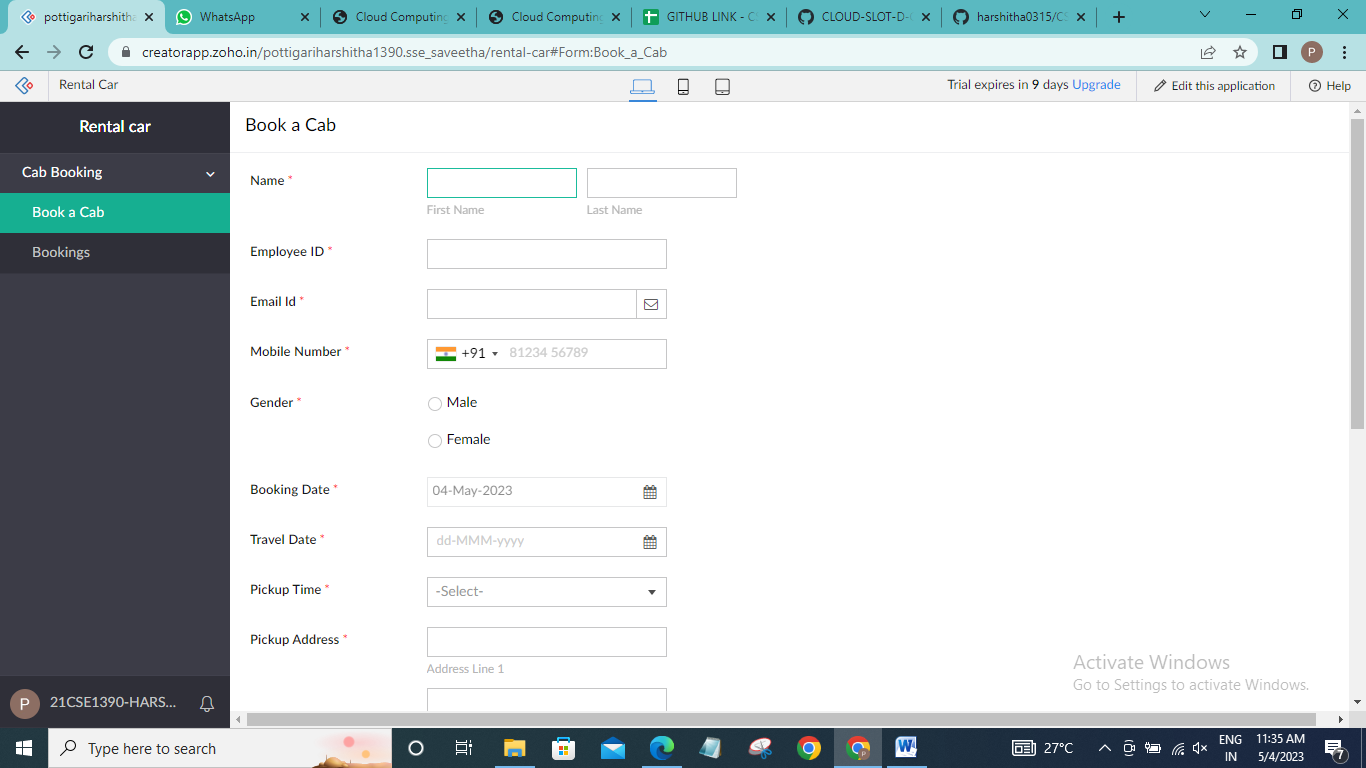 pottigariharshitha
WhatsApp
Cloud Computing
Cloud Computing
GITHUB LINK - C
CLOUD-SLOT-D-
harshitha0315/CS
creatorapp.zoho.in/pottigariharshitha1390.sse_saveetha/rental-car#Form:Book_a_Cab
P
Rental Car
Trial expires in 9 days Upgrade
Edit this application
Help
Rental car
Cab Booking
Book a Cab
Bookings
Book a Cab
Name *
First Name
Last Name
Employee ID *
Email Id *
Mobile Number *
+91
81234 56789
Gender *
Male
Female
Booking Date *
04-May-2023
Travel Date *
dd-MMM-yyyy
Pickup Time *
-Select-
Pickup Address *
Address Line 1
Activate Windows
Go to Settings to activate Windows.
P
21CSE1390-HARS...
Type here to search
27°C
ENG
IN
11:35 AM
5/4/2023
7